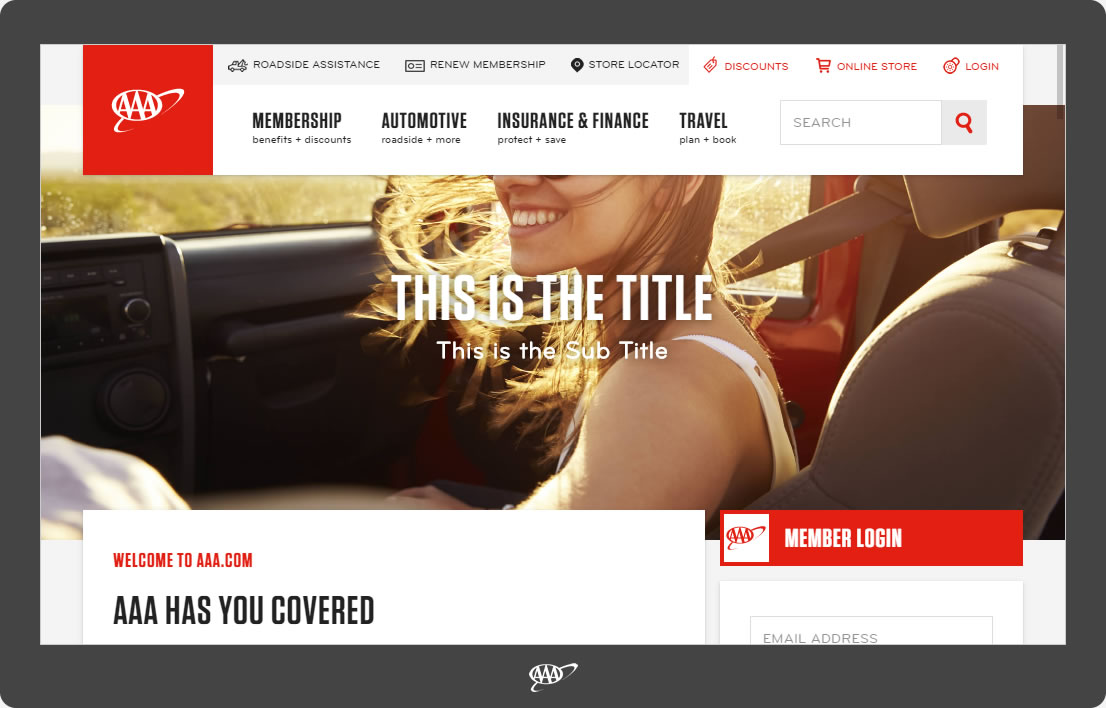 AAA
ROADSIDE ASSISTANCE
RENEW MEMBERSHIP
STORE LOCATOR
DISCOUNTS
ONLINE STORE
LOGIN
MEMBERSHIP
benefits + discounts
AUTOMOTIVE
roadside + more
INSURANCE & FINANCE
protect + save
TRAVEL
plan + book
SEARCH
THIS IS THE TITLE
This is the Sub Title
WELCOME TO AAA.COM
AAA HAS YOU COVERED
AAA
MEMBER LOGIN
EMAIL ADDRESS
AAA